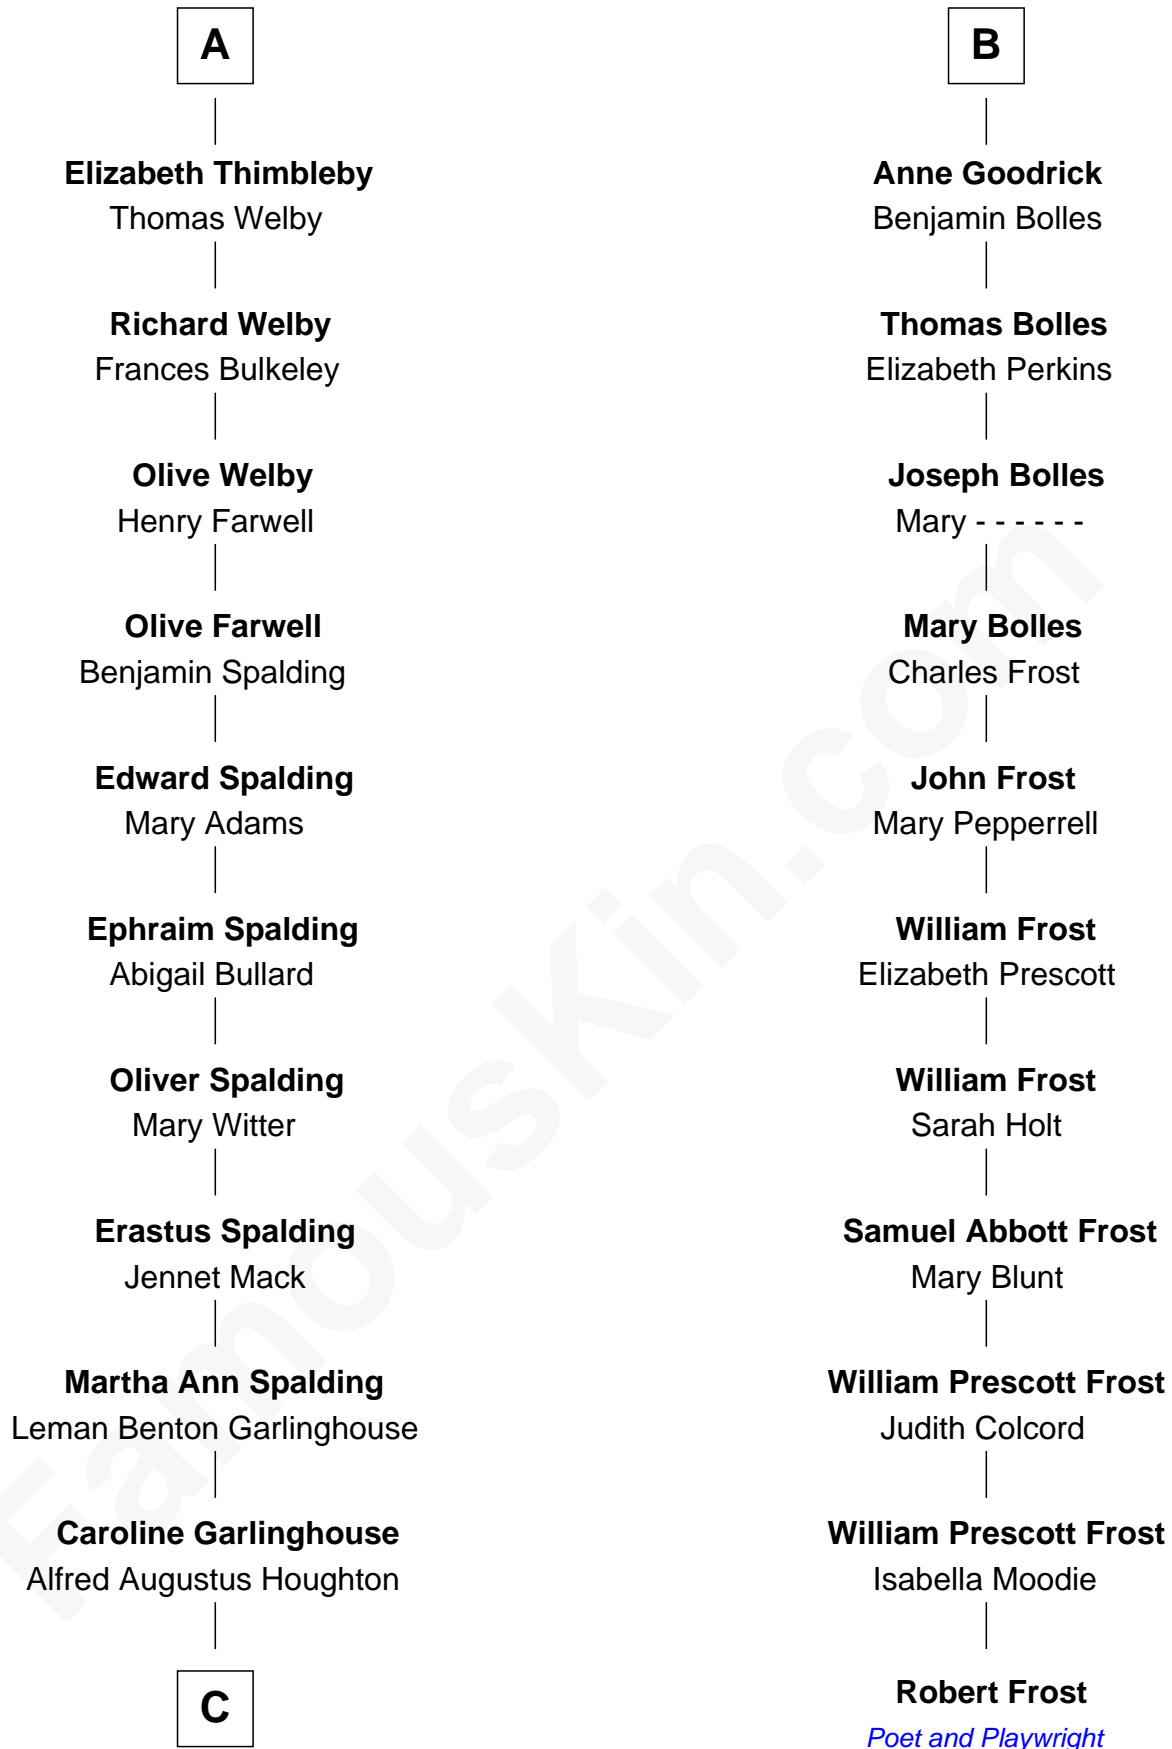 A
Elizabeth Thimbleby
Thomas Welby
Richard Welby
Frances Bulkeley
Olive Welby
Henry Farwell
Olive Farwell
Benjamin Spalding
Edward Spalding
Mary Adams
Ephraim Spalding
Abigail Bullard
Oliver Spalding
Mary Witter
Erastus Spalding
Jennet Mack
Martha Ann Spalding
Leman Benton Garlinghouse
Caroline Garlinghouse
Alfred Augustus Houghton
C
B
Anne Goodrick
Benjamin Bolles
Thomas Bolles
Elizabeth Perkins
Joseph Bolles
Mary - - - - - -
Mary Bolles
Charles Frost
John Frost
Mary Pepperrell
William Frost
Elizabeth Prescott
William Frost
Sarah Holt
Samuel Abbott Frost
Mary Blunt
William Prescott Frost
Judith Colcord
William Prescott Frost
Isabella Moodie
Robert Frost
Poet and Playwright
FamousKin.com